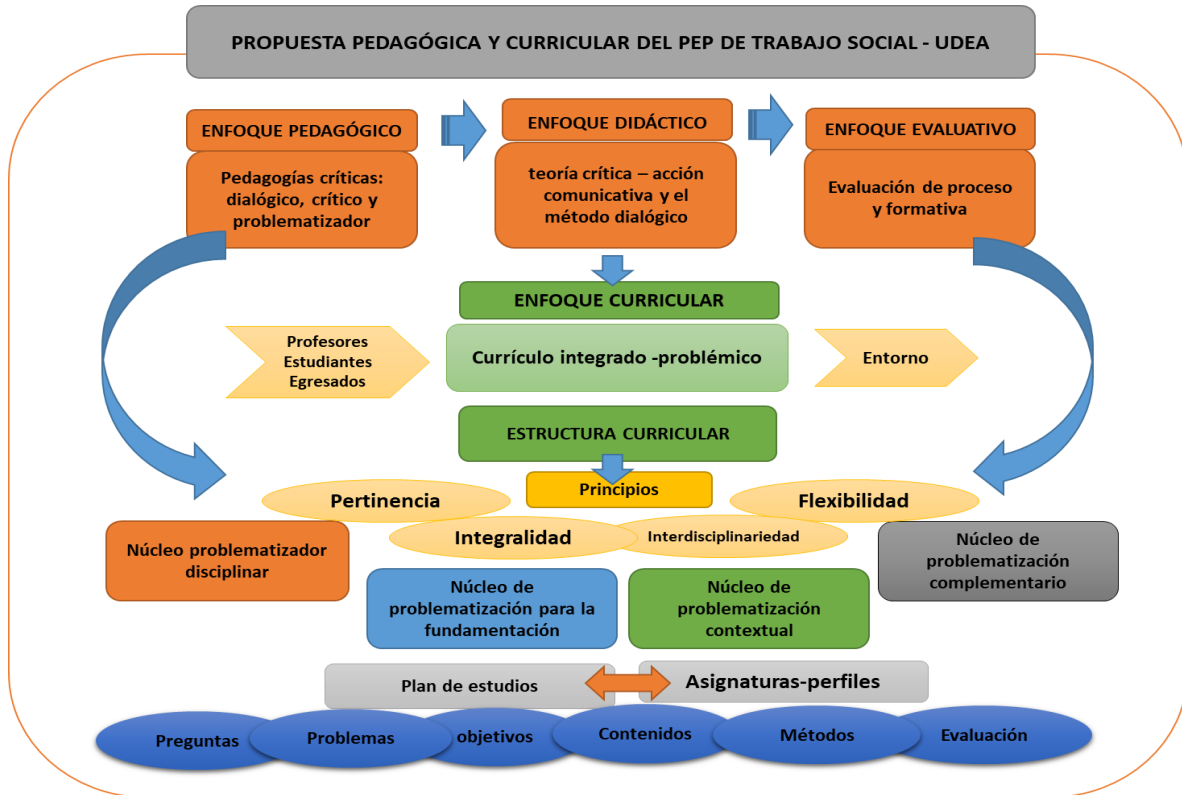 PROPUESTA PEDAGÓGICA Y CURRICULAR DEL PEP DE TRABAJO SOCIAL - UDEA
ENFOQUE PEDAGÓGICO
Pedagogías críticas:
dialógico, crítico y
problematizador
ENFOQUE DIDÁCTICO
teoría crítica – acción
comunicativa y el
método dialógico
ENFOQUE EVALUATIVO
Evaluación de proceso
y formativa
ENFOQUE CURRICULAR
Profesores
Estudiantes
Egresados
Currículo integrado -problémico
Entorno
ESTRUCTURA CURRICULAR
Principios
Pertinencia
Flexibilidad
Integralidad
Interdisciplinariedad
Núcleo problematizador
disciplinar
Núcleo de
problematización para la
fundamentación
Núcleo de
problematización
contextual
Núcleo de
problematización
complementario
Plan de estudios
Asignaturas-perfiles
Preguntas
Problemas
objetivos
Contenidos
Métodos
Evaluación